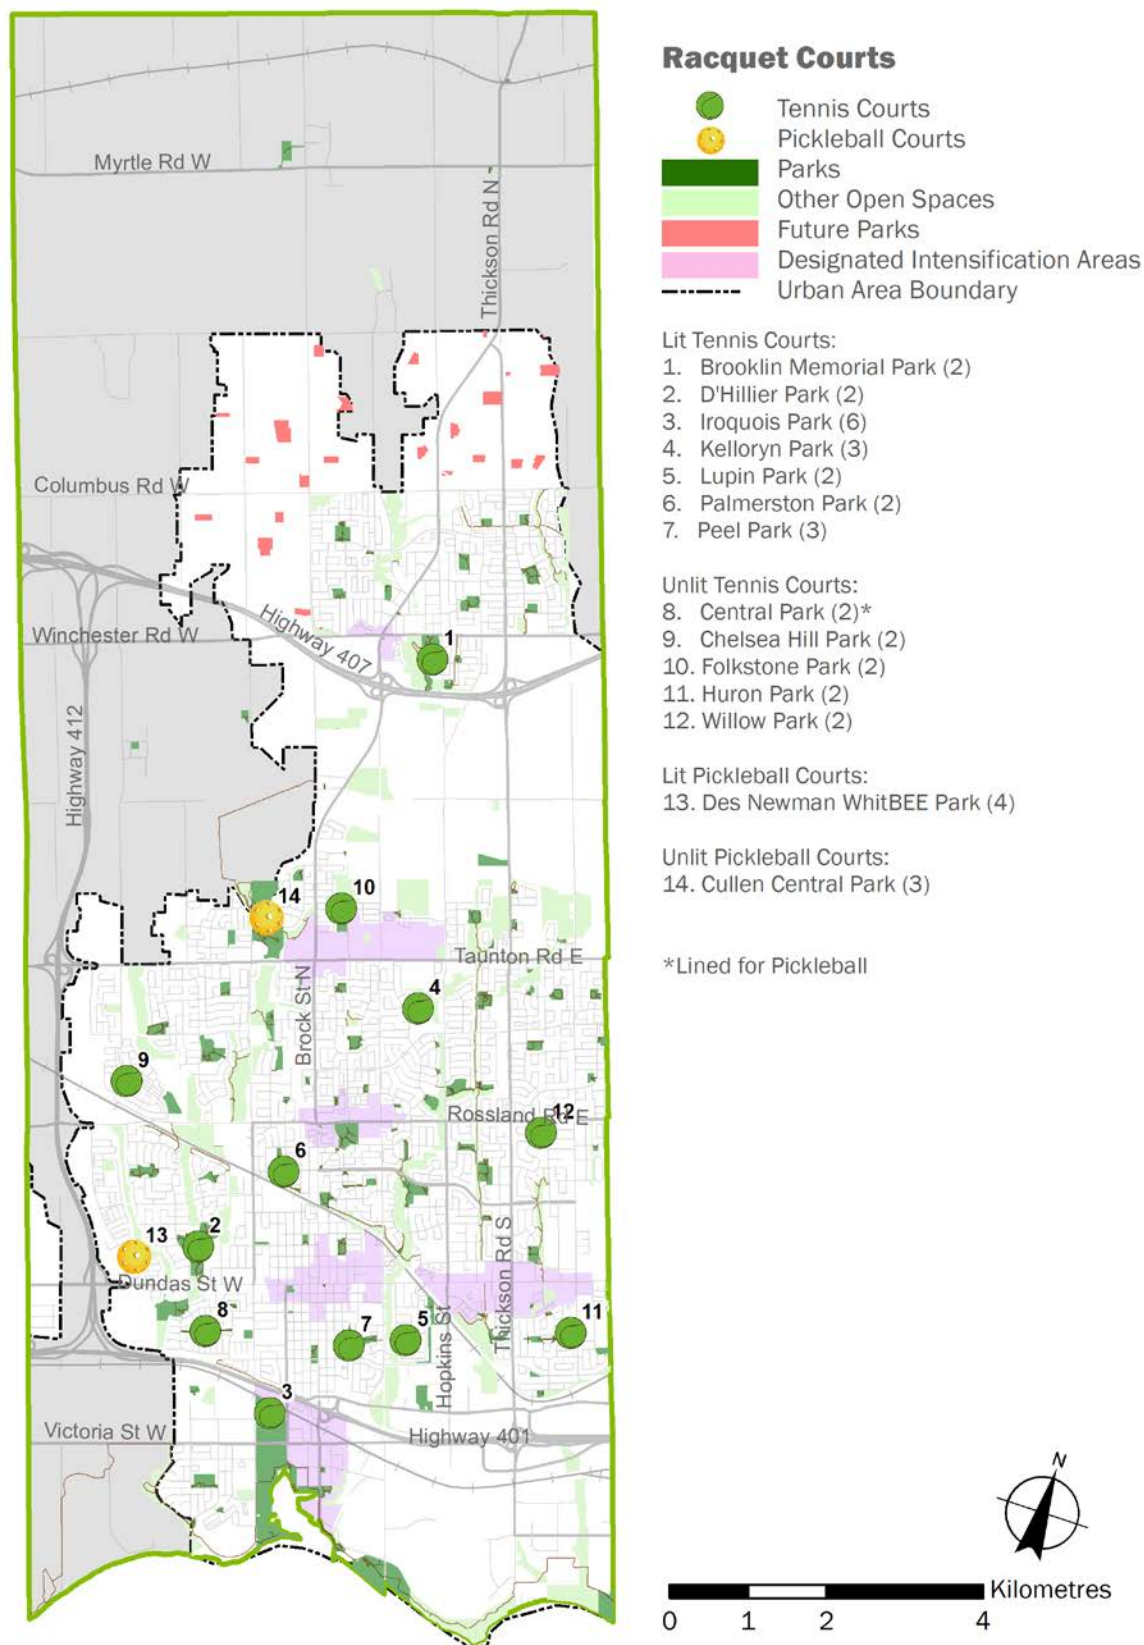 Racquet Courts
Tennis Courts
Pickleball Courts
Parks
Other Open Spaces
Future Parks
Designated Intensification Areas
Urban Area Boundary
Lit Tennis Courts:
1. Brooklin Memorial Park (2)
2. D'Hillier Park (2)
3. Iroquois Park (6)
4. Kelloryn Park (3)
5. Lupin Park (2)
6. Palmerston Park (2)
7. Peel Park (3)
Unlit Tennis Courts:
8. Central Park (2)*
9. Chelsea Hill Park (2)
10. Folkstone Park (2)
11. Huron Park (2)
12. Willow Park (2)
Lit Pickleball Courts:
13. Des Newman WhitBEE Park (4)
Unlit Pickleball Courts:
14. Cullen Central Park (3)
*Lined for Pickleball
Myrtle Rd W
Thickson Rd N
Columbus Rd W
Winchester Rd W
Highway 407
1
Highway 412
14
10
Taunton Rd E
Brock St N
4
9
Rossland Rd E
12
6
13
2
Dundas St W
Thickson Rd S
8
7
5
Hopkins St
11
3
Victoria St W
Highway 401
N
Kilometres
0 1 2 4